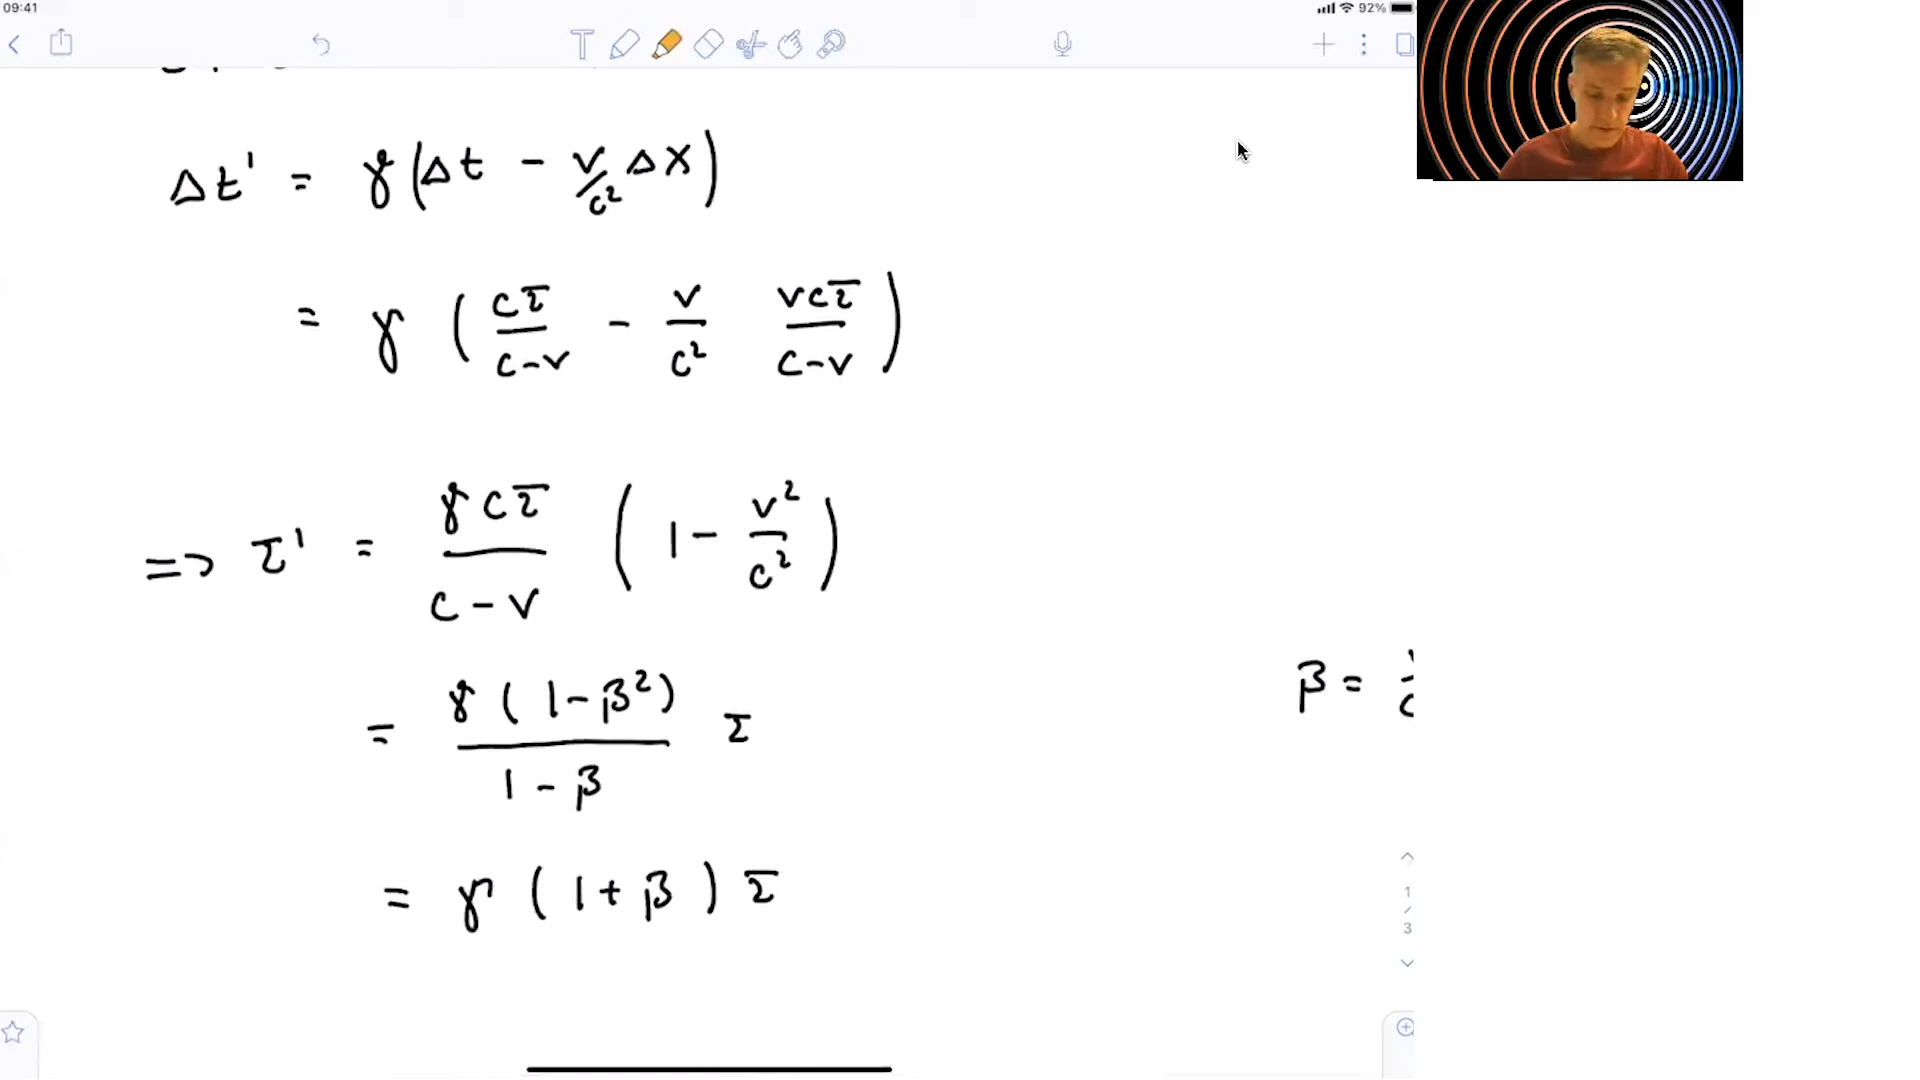 09:41
92%
Δt' = γ(Δt - v/c² Δx)
= γ (cτ/c-v - v/c² vcτ/c-v)
=> τ' = γcτ/c-v (1 - v²/c²)
= γ(1-β²)/1-β τ
β =
= γ(1+β)τ
1
/
3